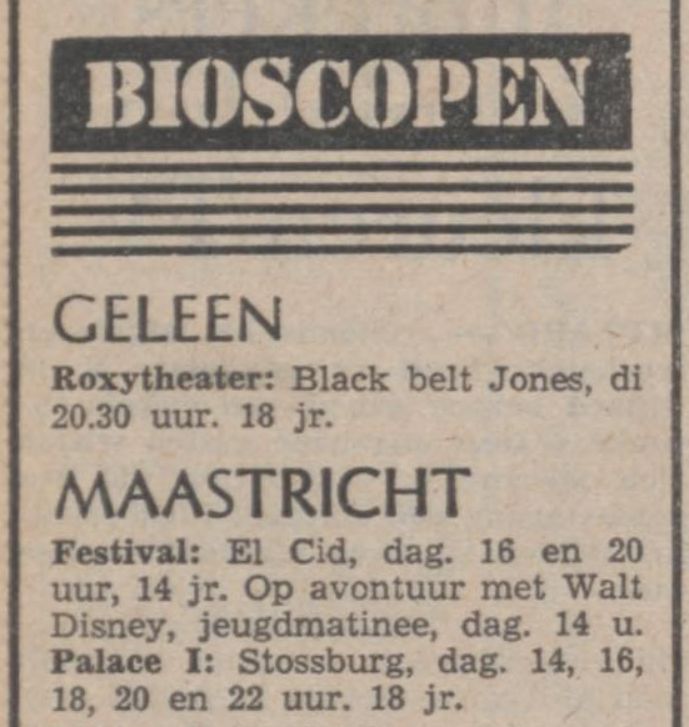 BIOSCOPEN
GELEEN
Roxytheater: Black belt Jones, di
20.30 uur. 18 jr.
MAASTRICHT
Festival: El Cid, dag. 16 en 20
uur, 14 jr. Op avontuur met Walt
Disney, jeugdmatinee, dag. 14 u.
Palace I: Stossburg, dag. 14, 16,
18, 20 en 22 uur. 18 jr.